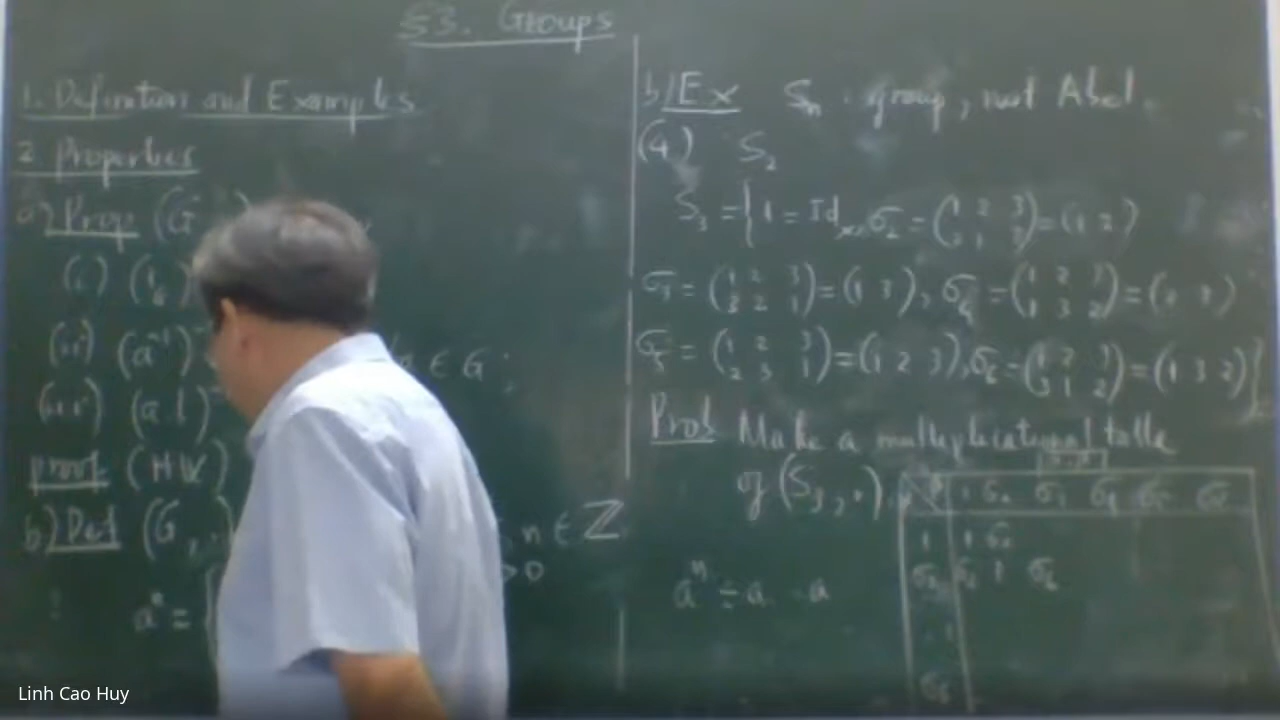 §3. Groups
1. Definition and Examples
2. Properties
a) Prop (G
(i) (1
(ii) (a⁻¹) ∈ G ;
(iii) (a.b)
proof (HW)
b) Def (G, .) n ∈ ℤ
>0
aⁿ =
b) Ex Sₙ : group, not Abel.
(4) S₂
S₃ = { 1 = Id, σ₂ = (1 2 3 / 2 1 3) = (1 2)
σ₃ = (1 2 3 / 3 2 1) = (1 3), σ₄ = (1 2 3 / 1 3 2) = (2 3)
σ₅ = (1 2 3 / 2 3 1) = (1 2 3), σ₆ = (1 2 3 / 3 1 2) = (1 3 2) }
Prob Make a multiplicational table
of (S₃, .)
1 σ₂ σ₃ σ₄ σ₅ σ₆
1 1 σ₂
σ₂ σ₂ 1 σ₆
aⁿ = a a
σ₆
Linh Cao Huy